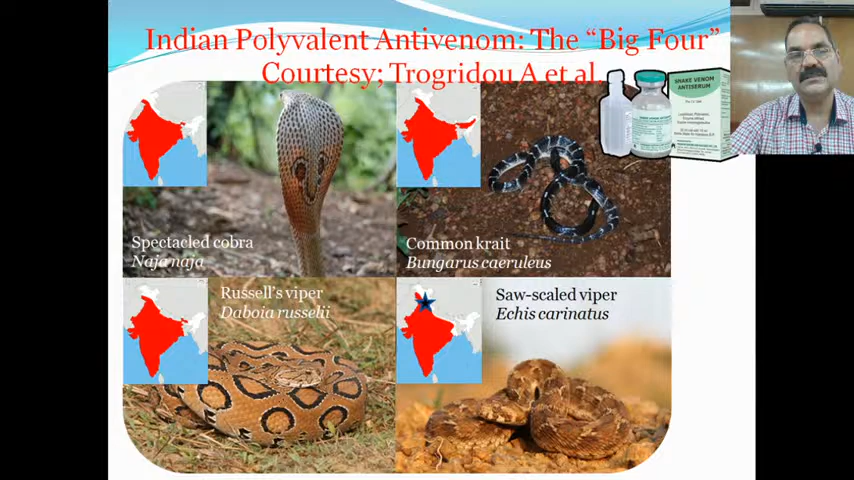 Indian Polyvalent Antivenom: The “Big Four”
Courtesy; Trogridou A et al.
SNAKE VENOM
ANTISERUM
Spectacled cobra
Naja naja
Common krait
Bungarus caeruleus
Russell's viper
Daboia russelii
Saw-scaled viper
Echis carinatus